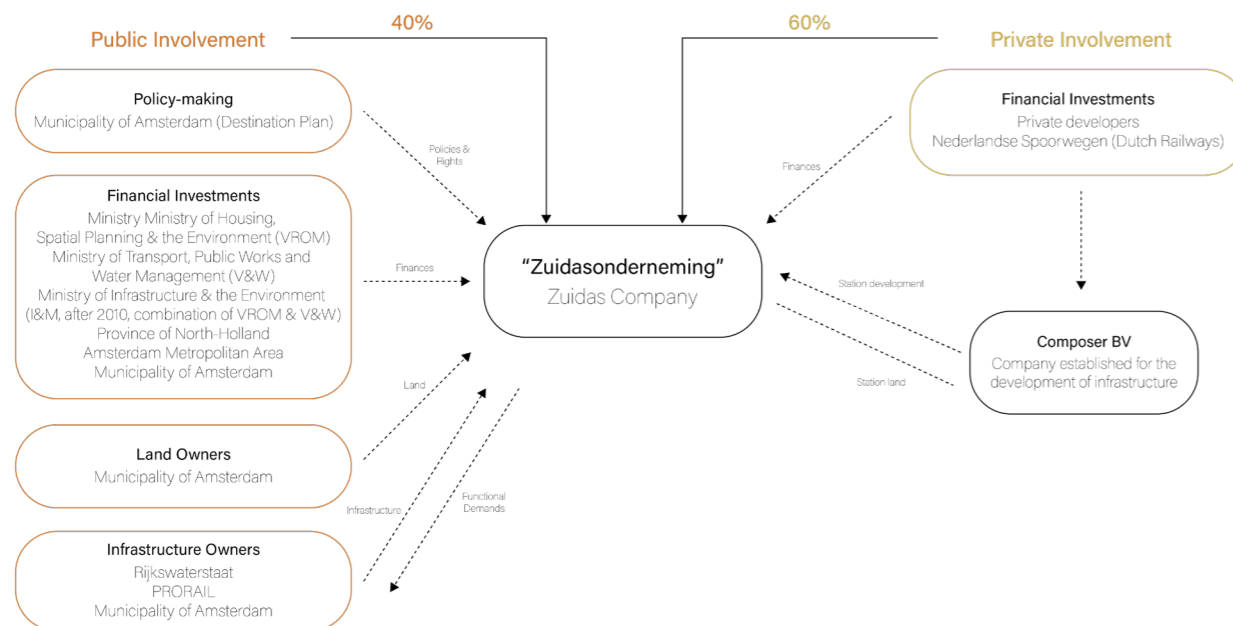 40%
60%
Public Involvement
Private Involvement
Policy-making
Municipality of Amsterdam (Destination Plan)
Policies &
Rights
Financial Investments
Ministry Ministry of Housing,
Spatial Planning & the Environment (VROM)
Ministry of Transport, Public Works and
Water Management (V&W)
Ministry of Infrastructure & the Environment
(I&M, after 2010, combination of VROM & V&W)
Province of North-Holland
Amsterdam Metropolitan Area
Municipality of Amsterdam
Finances
Land Owners
Municipality of Amsterdam
Land
Infrastructure Owners
Rijkswaterstaat
PRORAIL
Municipality of Amsterdam
Infrastructure
Functional
Demands
“Zuidasonderneming”
Zuidas Company
Financial Investments
Private developers
Nederlandse Spoorwegen (Dutch Railways)
Finances
Station development
Station land
Composer BV
Company established for the
development of infrastructure